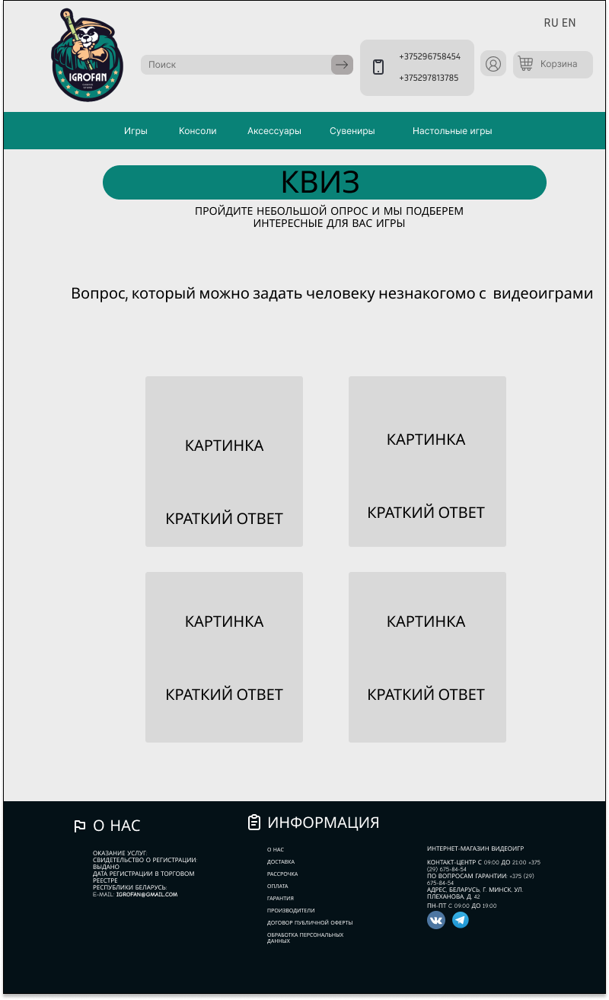 RU EN
IGROFAN
Поиск
+375296758454
+375297813785
Корзина
Игры Консоли Аксессуары Сувениры Настольные игры
КВИЗ
ПРОЙДИТЕ НЕБОЛЬШОЙ ОПРОС И МЫ ПОДБЕРЕМ
ИНТЕРЕСНЫЕ ДЛЯ ВАС ИГРЫ
Вопрос, который можно задать человеку незнакогомо с видеоиграми
КАРТИНКА КАРТИНКА
КРАТКИЙ ОТВЕТ КРАТКИЙ ОТВЕТ
КАРТИНКА КАРТИНКА
КРАТКИЙ ОТВЕТ КРАТКИЙ ОТВЕТ
О НАС
ОКАЗАНИЕ УСЛУГ:
СВИДЕТЕЛЬСТВО О РЕГИСТРАЦИИ:
ВЫДАНО
ДАТА РЕГИСТРАЦИИ В ТОРГОВОМ
РЕЕСТРЕ
РЕСПУБЛИКИ БЕЛАРУСЬ:
E-MAIL: IGROFAN@GMAIL.COM
ИНФОРМАЦИЯ
О НАС
ДОСТАВКА
РАССРОЧКА
ОПЛАТА
ГАРАНТИЯ
ПРОИЗВОДИТЕЛИ
ДОГОВОР ПУБЛИЧНОЙ ОФЕРТЫ
ОБРАБОТКА ПЕРСОНАЛЬНЫХ
ДАННЫХ
ИНТЕРНЕТ-МАГАЗИН ВИДЕОИГР
КОНТАКТ-ЦЕНТР С 09:00 ДО 21:00 +375
(29) 675-84-54
ПО ВОПРОСАМ ГАРАНТИИ: +375 (29)
675-84-54
АДРЕС, БЕЛАРУСЬ, Г. МИНСК, УЛ.
ПЛЕХАНОВА, Д. 42
ПН-ПТ С 09:00 ДО 19:00